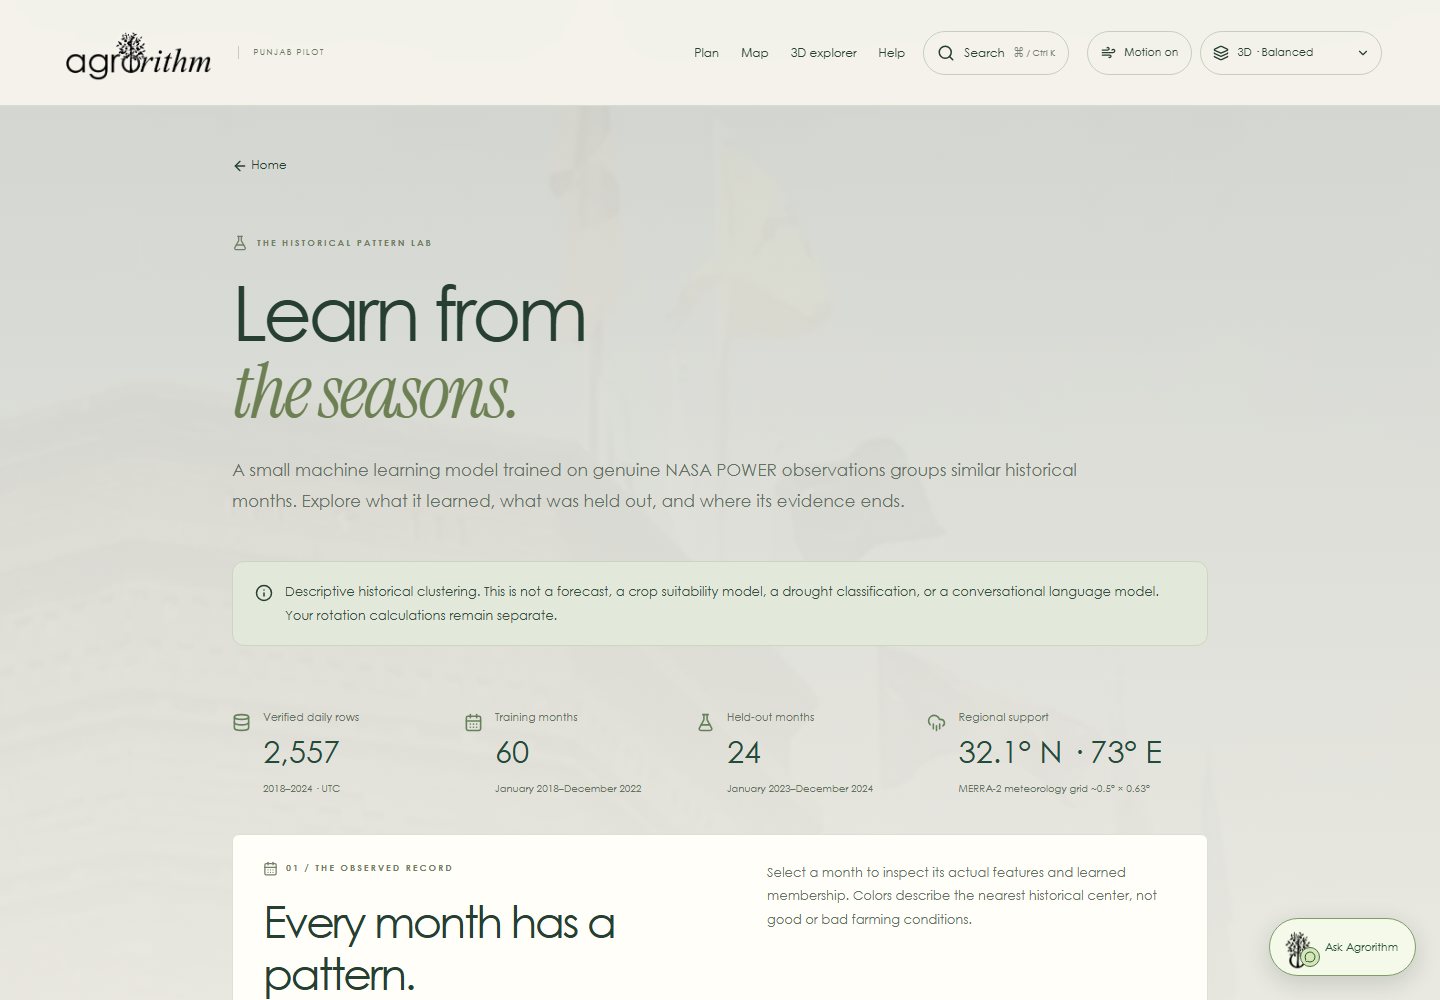 agrorithm
PUNJAB PILOT
Plan
Map
3D explorer
Help
Search ⌘ / Ctrl K
Motion on
3D · Balanced
Home
THE HISTORICAL PATTERN LAB
Learn from
the seasons.
A small machine learning model trained on genuine NASA POWER observations groups similar historical
months. Explore what it learned, what was held out, and where its evidence ends.
Descriptive historical clustering. This is not a forecast, a crop suitability model, a drought classification, or a conversational language model.
Your rotation calculations remain separate.
Verified daily rows
2,557
2018–2024 · UTC
Training months
60
January 2018–December 2022
Held-out months
24
January 2023–December 2024
Regional support
32.1° N · 73° E
MERRA-2 meteorology grid ~0.5° × 0.63°
01 / THE OBSERVED RECORD
Every month has a
pattern.
Select a month to inspect its actual features and learned
membership. Colors describe the nearest historical center, not
good or bad farming conditions.
Ask Agrorithm